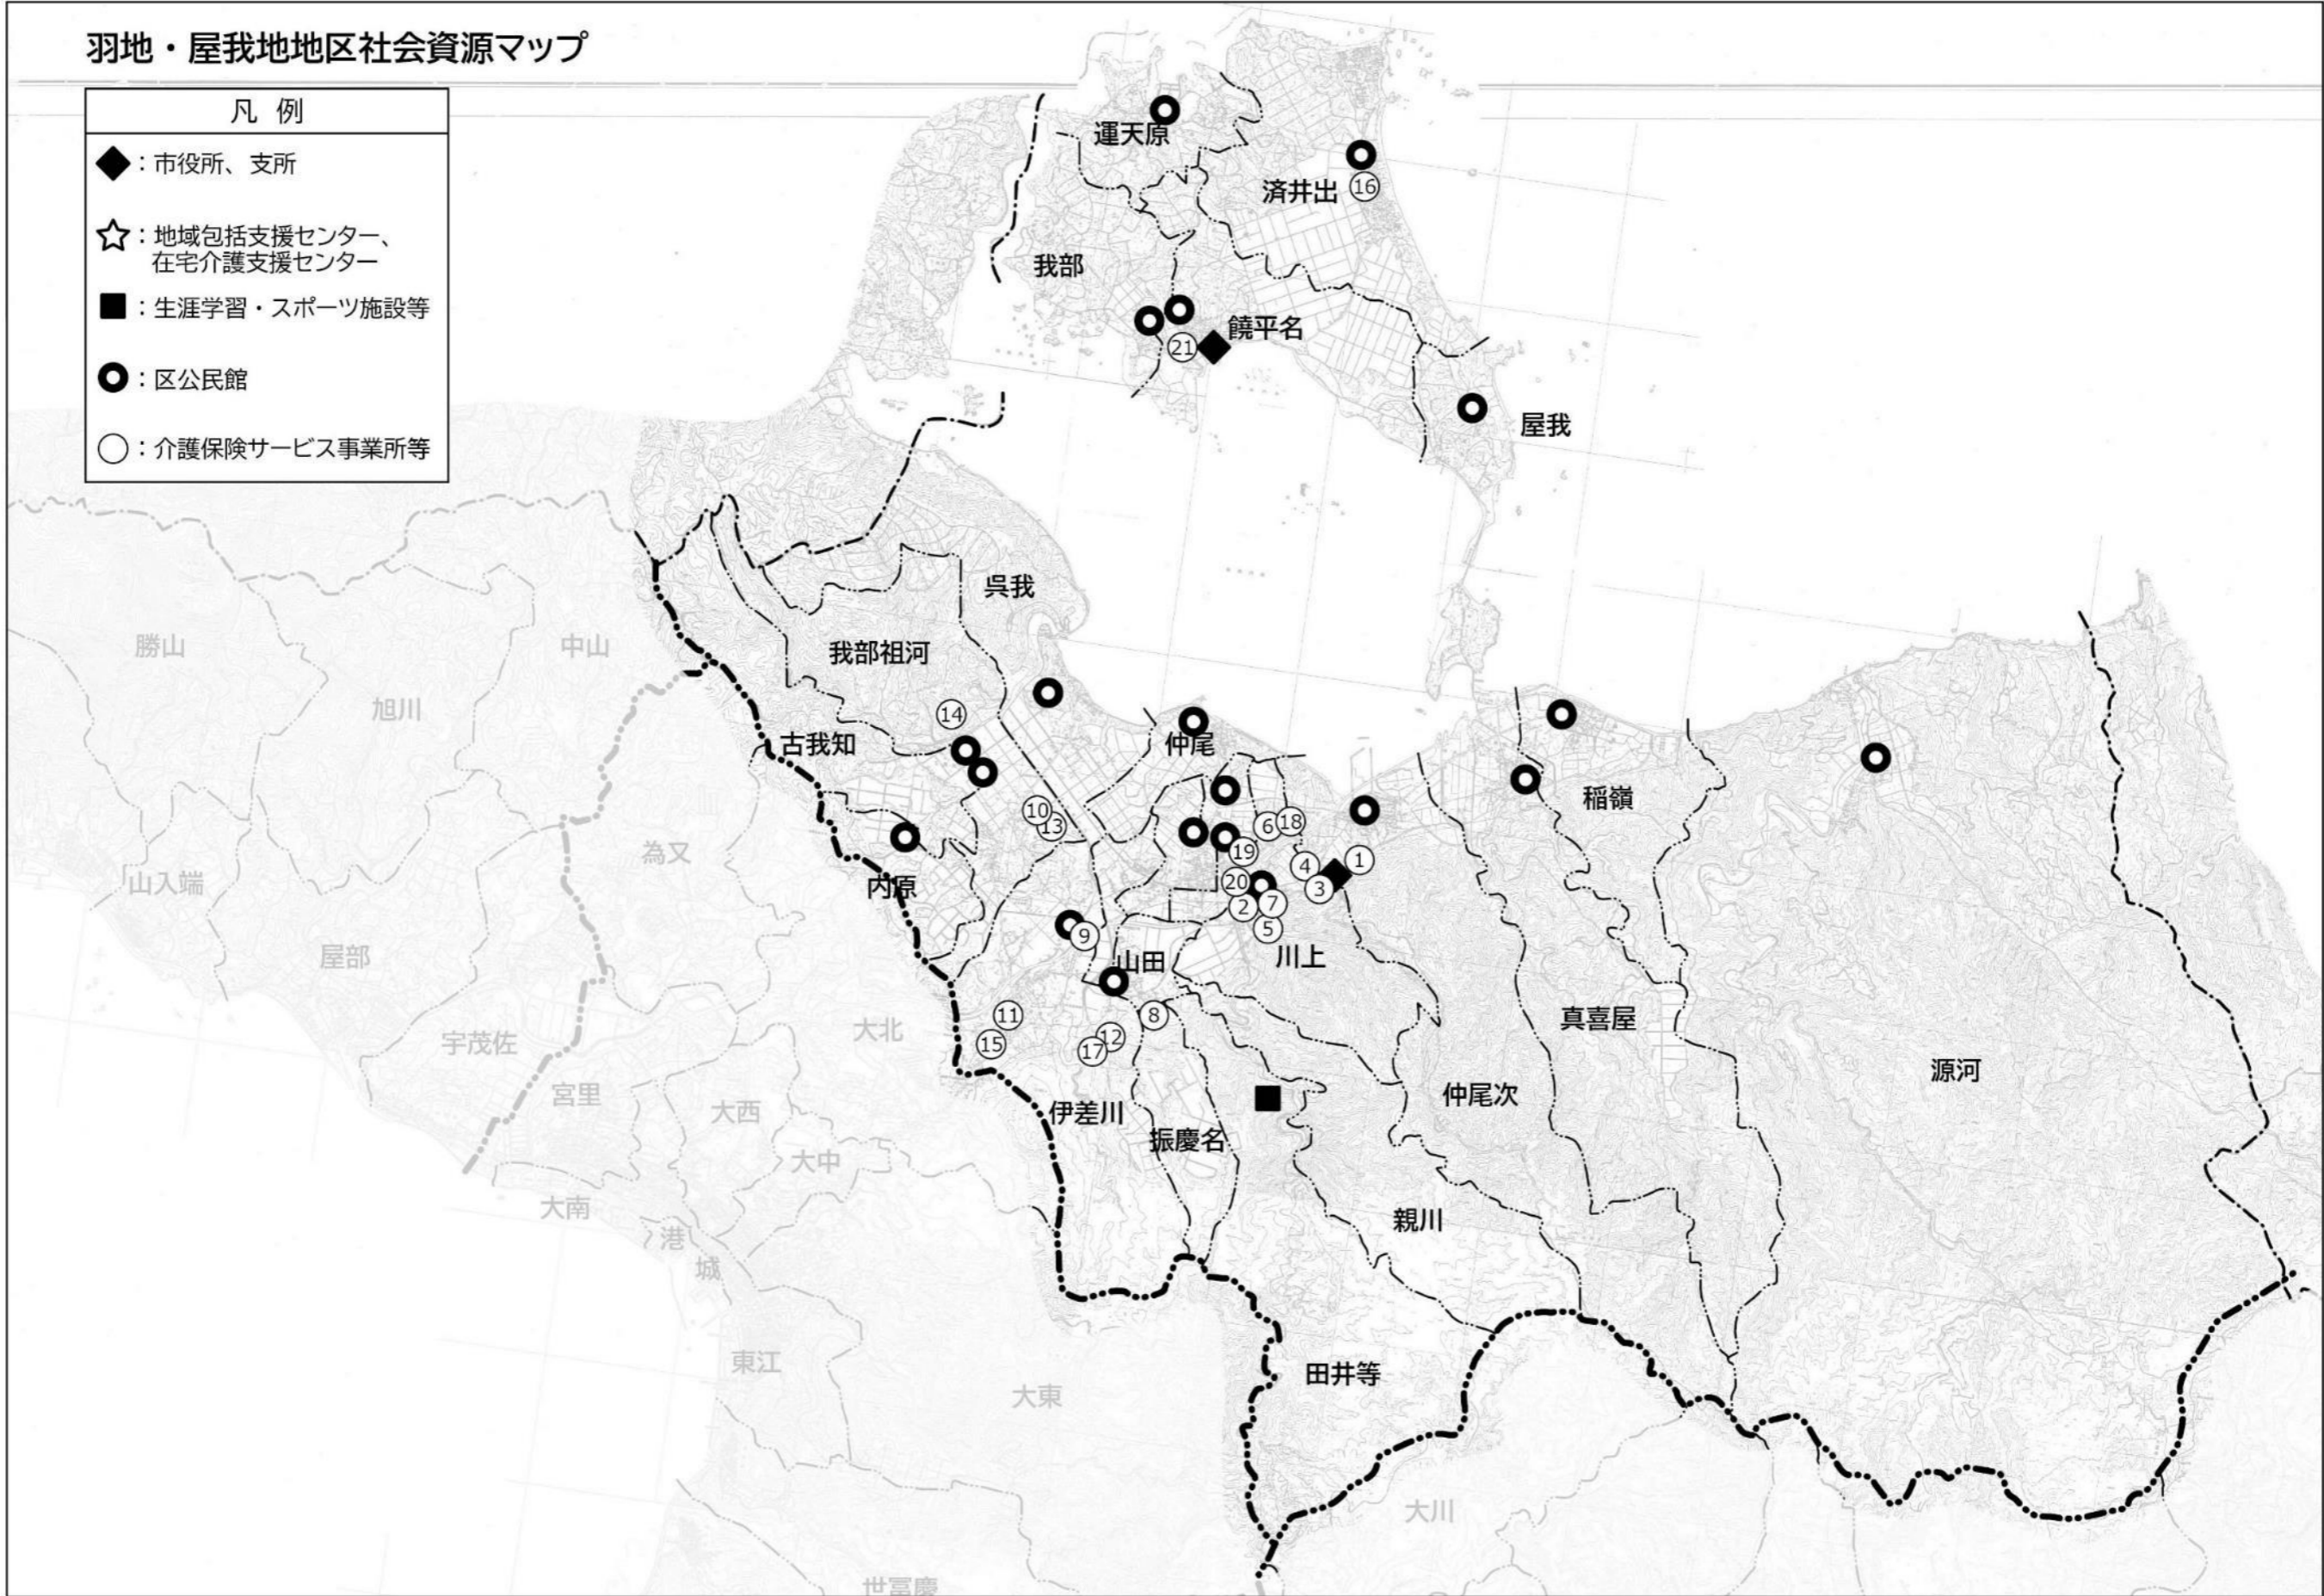 羽地・屋我地地区社会資源マップ
凡 例
：市役所、支所
：地域包括支援センター、
在宅介護支援センター
：生涯学習・スポーツ施設等
：区公民館
：介護保険サービス事業所等
運天原
済井出
⑯
我部
饒平名
㉑
屋我
呉我
勝山
中山
我部祖河
旭川
⑭
古我知
仲尾
稲嶺
⑩
⑬
⑥
⑱
為又
⑲
④
①
山入端
内原
⑳
③
②
⑦
⑤
⑨
屋部
山田
川上
⑪
⑧
真喜屋
大北
宇茂佐
⑮
⑫
⑰
源河
宮里
仲尾次
大西
伊差川
振慶名
大中
大南
親川
港
城
東江
田井等
大東
大川
世冨慶